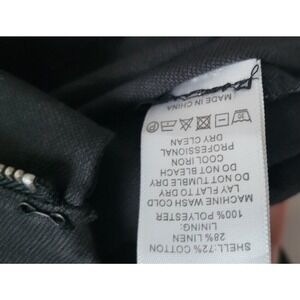 SHELL:72% COTTON
28% LINEN
LINING:
100% POLYESTER
MACHINE WASH COLD
LAY FLAT TO DRY
DO NOT TUMBLE DRY
DO NOT BLEACH
COOL IRON
PROFESSIONAL
DRY CLEAN
MADE IN CHINA